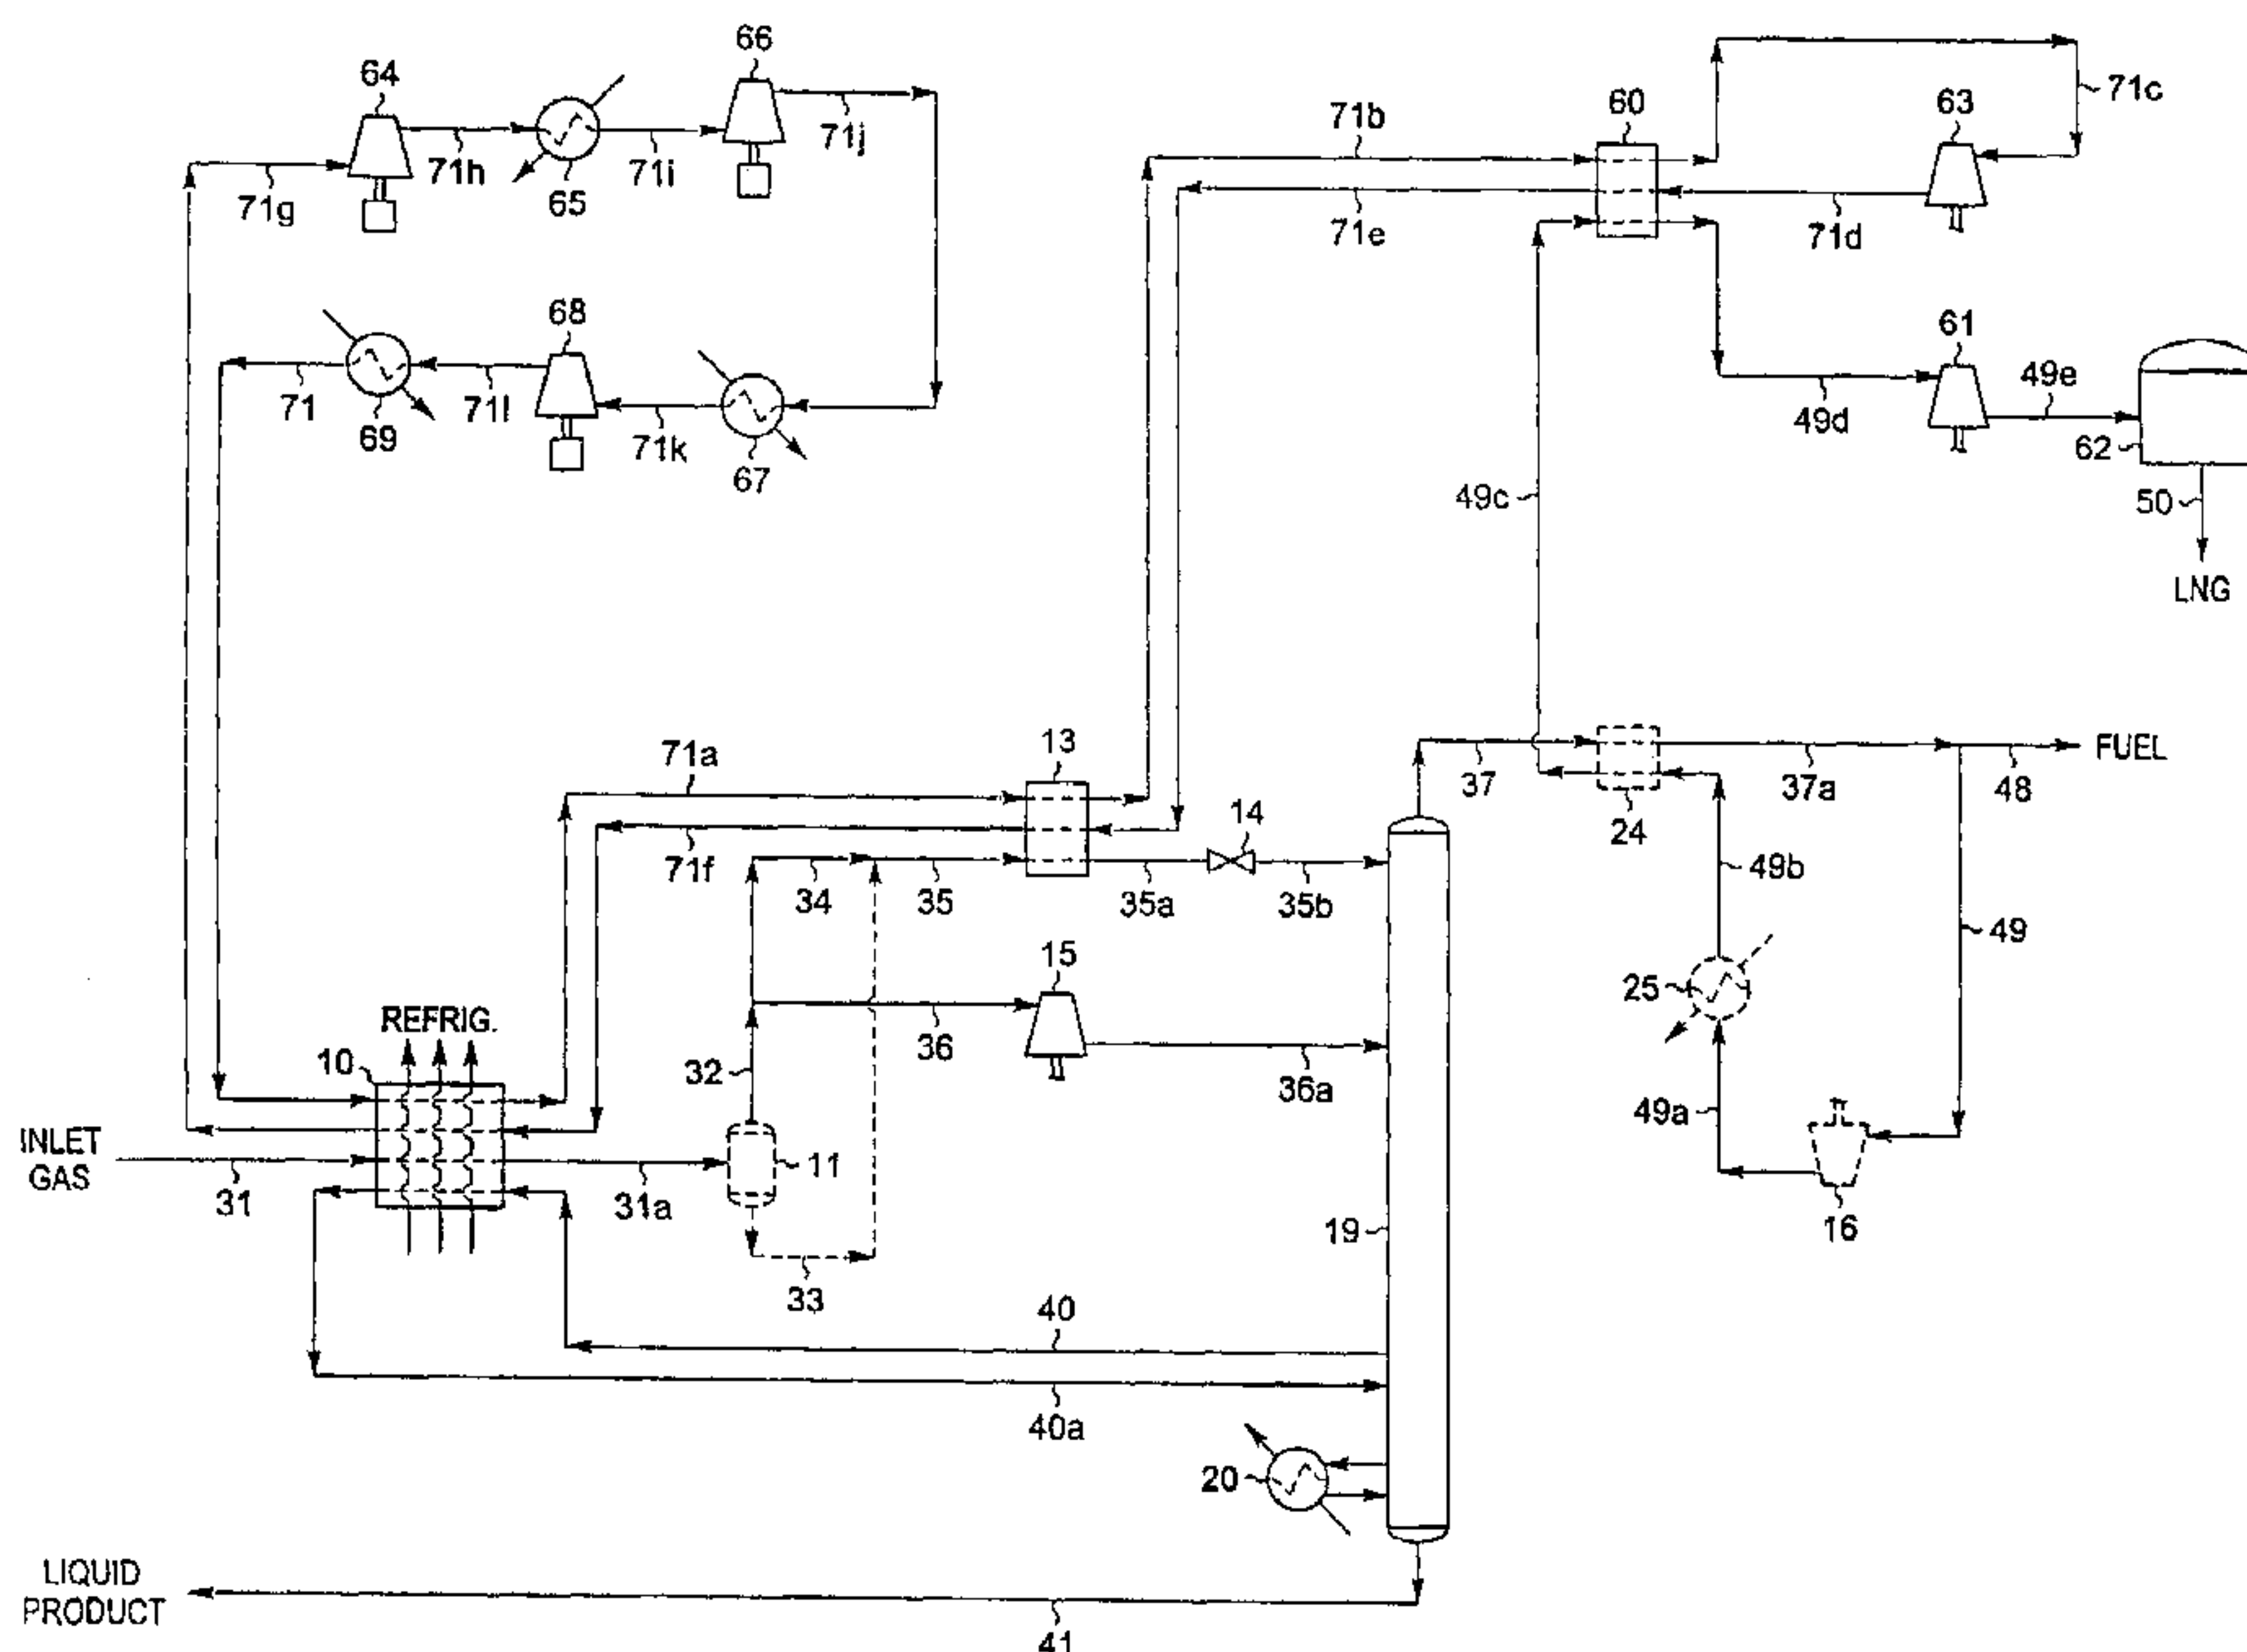 66
64
60
63
71c
71b
71j
71h
71i
65
71g
71e
71d
68
61
49e
71
69
71l
71k
67
49d
62
49c
50
LNG
71a
13
14
37
37a
48
FUEL
24
71f
34
35
35a
35b
49b
49
15
25
REFRIG.
10
32
36
36a
49a
INLET
GAS
31
31a
11
19
16
33
40
40a
20
LIQUID
PRODUCT
41